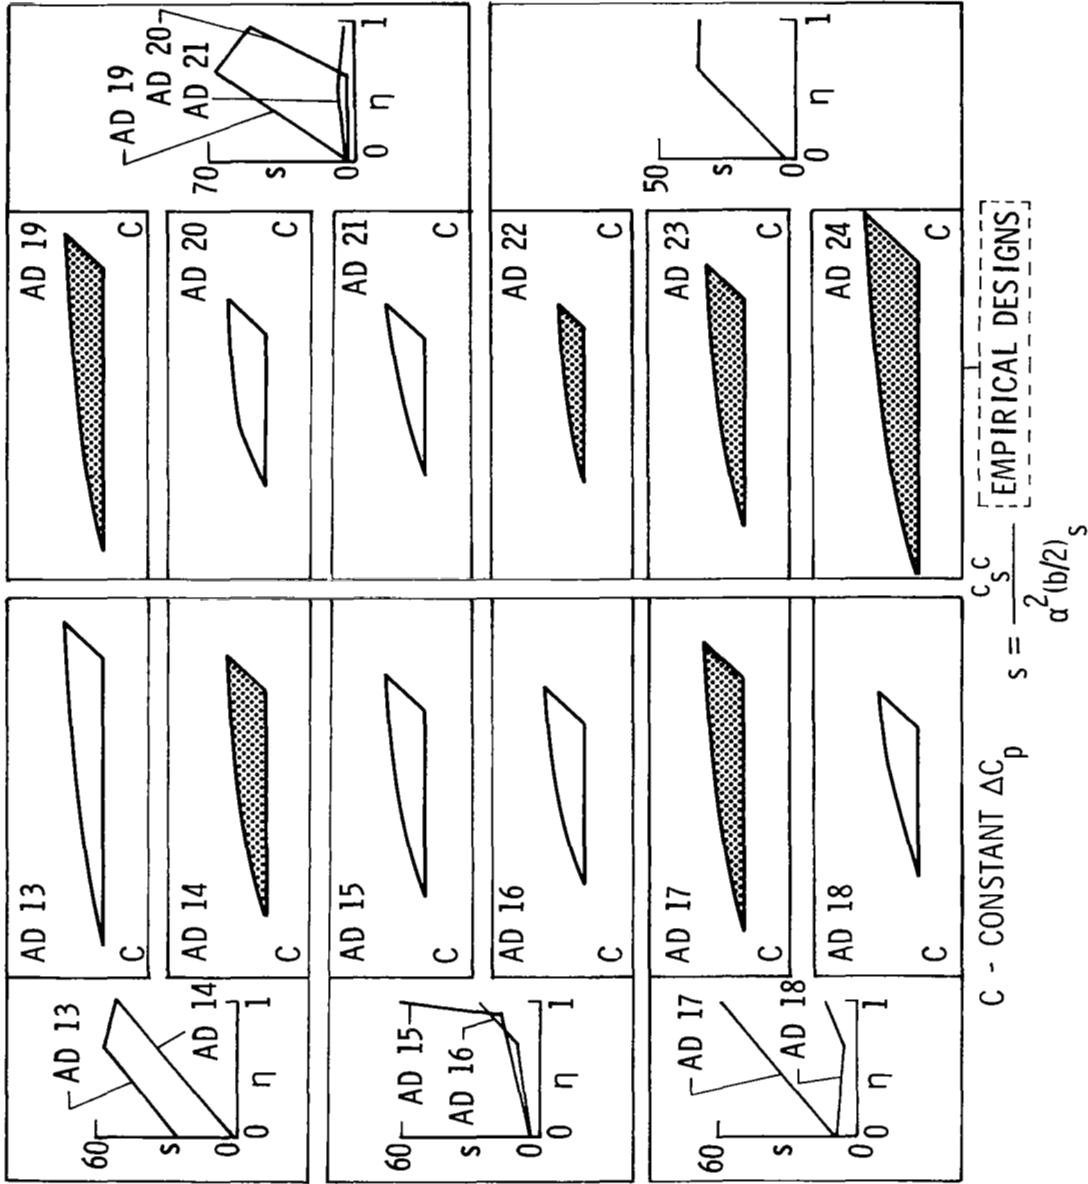 60
s
0
0
η
1
AD 13
AD 14
AD 13
C
AD 14
C
60
s
0
0
η
1
AD 15
AD 16
AD 15
C
AD 16
C
60
s
0
0
η
1
AD 17
AD 18
AD 17
C
AD 18
C
AD 19
C
AD 20
C
AD 21
C
70
s
0
0
η
1
AD 19
AD 20
AD 21
AD 22
C
AD 23
C
AD 24
C
50
s
0
0
η
1
C - CONSTANT ΔCp
s = csc
α²(b/2)s
EMPIRICAL DESIGNS